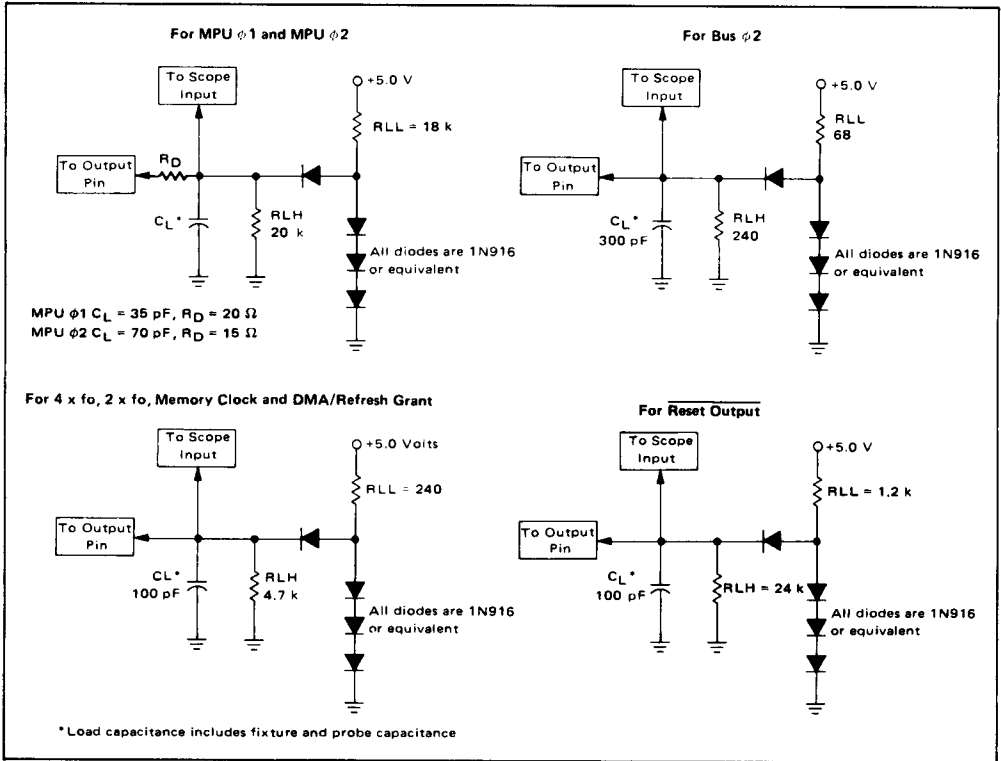 For MPU φ1 and MPU φ2
To Scope
Input
+5.0 V
RLL = 18 k
To Output
Pin
RD
CL*
RLH
20 k
All diodes are 1N916
or equivalent
MPU φ1 CL = 35 pF, RD = 20 Ω
MPU φ2 CL = 70 pF, RD = 15 Ω
For Bus φ2
To Scope
Input
+5.0 V
RLL
68
To Output
Pin
CL*
300 pF
RLH
240
All diodes are 1N916
or equivalent
For 4 x fo, 2 x fo, Memory Clock and DMA/Refresh Grant
To Scope
Input
+5.0 Volts
RLL = 240
To Output
Pin
CL*
100 pF
RLH
4.7 k
All diodes are 1N916
or equivalent
For Reset Output
To Scope
Input
+5.0 V
RLL = 1.2 k
To Output
Pin
CL*
100 pF
RLH = 24 k
All diodes are 1N916
or equivalent
*Load capacitance includes fixture and probe capacitance